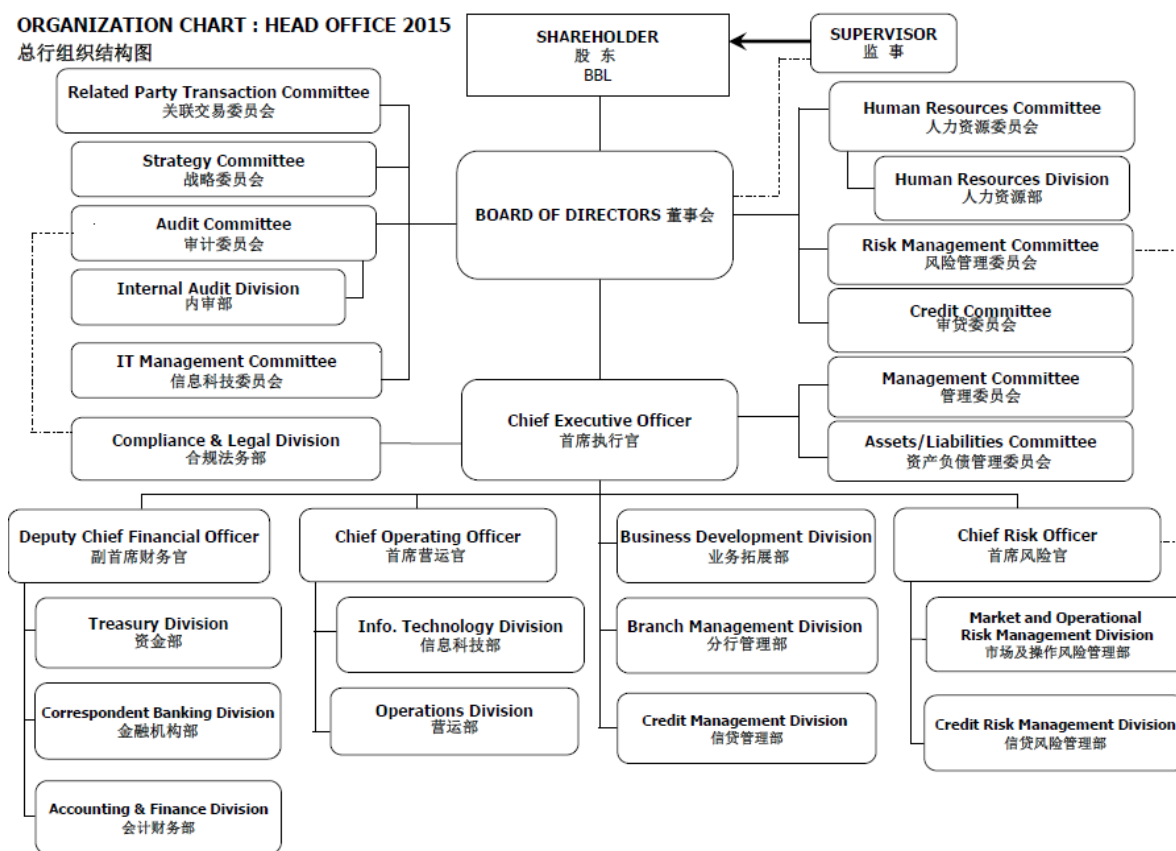 ORGANIZATION CHART : HEAD OFFICE 2015
总行组织结构图
SHAREHOLDER
股 东
BBL
SUPERVISOR
监 事
Related Party Transaction Committee
关联交易委员会
Strategy Committee
战略委员会
Audit Committee
审计委员会
Internal Audit Division
内审部
IT Management Committee
信息科技委员会
Compliance & Legal Division
合规法务部
BOARD OF DIRECTORS 董事会
Chief Executive Officer
首席执行官
Human Resources Committee
人力资源委员会
Human Resources Division
人力资源部
Risk Management Committee
风险管理委员会
Credit Committee
审贷委员会
Management Committee
管理委员会
Assets/Liabilities Committee
资产负债管理委员会
Deputy Chief Financial Officer
副首席财务官
Treasury Division
资金部
Correspondent Banking Division
金融机构部
Accounting & Finance Division
会计财务部
Chief Operating Officer
首席营运官
Info. Technology Division
信息科技部
Operations Division
营运部
Business Development Division
业务拓展部
Branch Management Division
分行管理部
Credit Management Division
信贷管理部
Chief Risk Officer
首席风险官
Market and Operational
Risk Management Division
市场及操作风险管理部
Credit Risk Management Division
信贷风险管理部